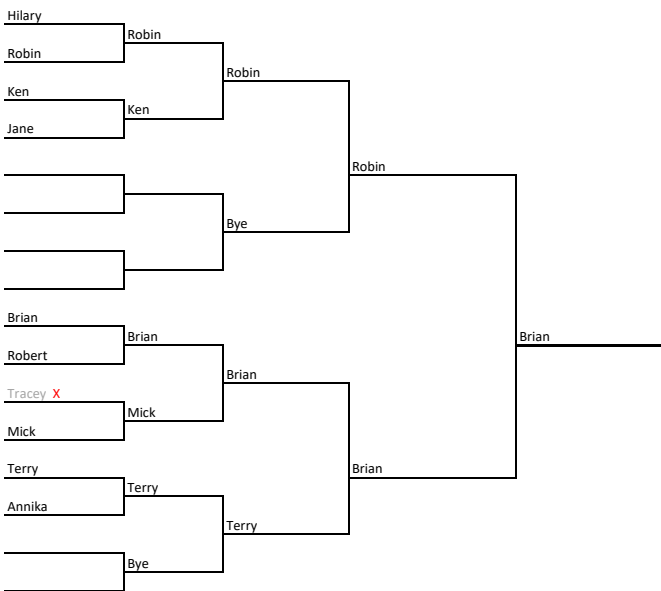 Hilary
Robin
Robin
Robin
Ken
Ken
Jane
Robin
Bye
Brian
Brian
Brian
Robert
Brian
Tracey X
Mick
Mick
Terry
Brian
Terry
Annika
Terry
Bye